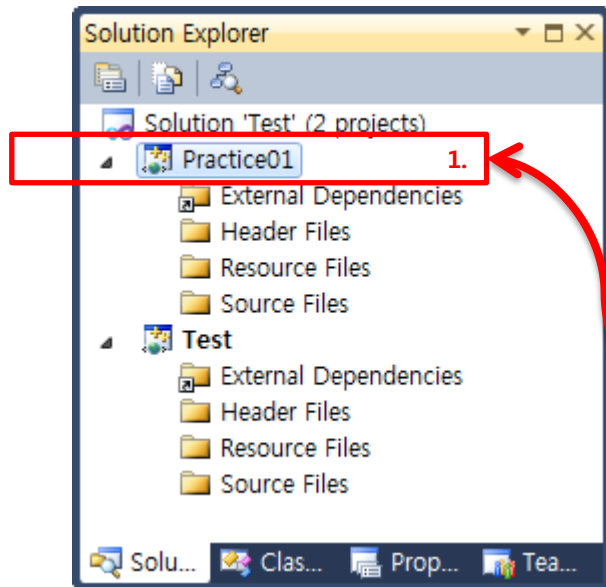 Solution Explorer
Solution 'Test' (2 projects)
Practice01 1.
External Dependencies
Header Files
Resource Files
Source Files
Test
External Dependencies
Header Files
Resource Files
Source Files
Solu... Clas... Prop... Tea...